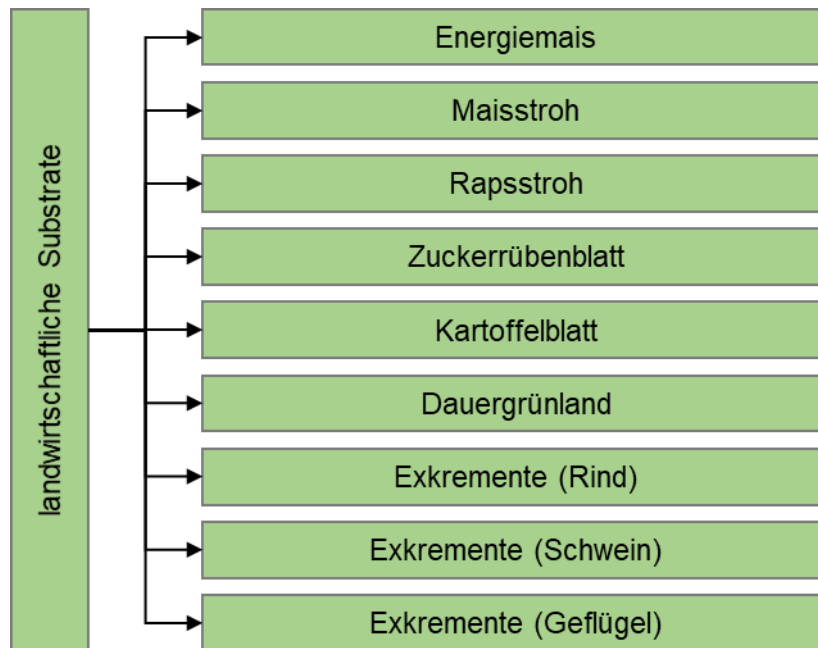 landwirtschaftliche Substrate
Energiemais
Maisstroh
Rapsstroh
Zuckerrübenblatt
Kartoffelblatt
Dauergrünland
Exkremente (Rind)
Exkremente (Schwein)
Exkremente (Geflügel)